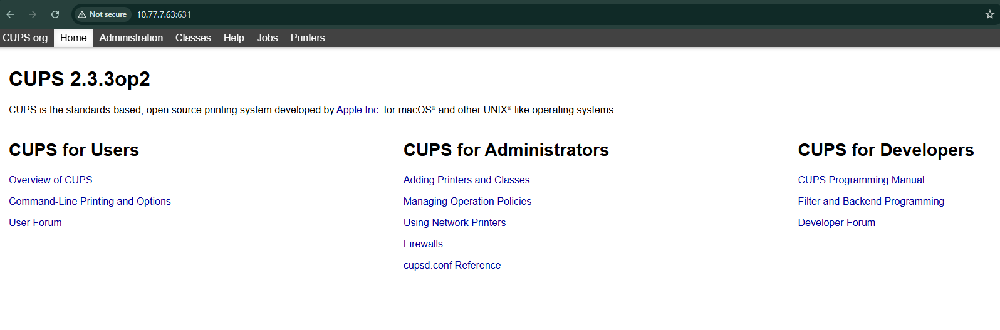 Not secure 10.77.7.63:631
CUPS.org Home Administration Classes Help Jobs Printers
CUPS 2.3.3op2
CUPS is the standards-based, open source printing system developed by Apple Inc. for macOS® and other UNIX®-like operating systems.
CUPS for Users
Overview of CUPS
Command-Line Printing and Options
User Forum
CUPS for Administrators
Adding Printers and Classes
Managing Operation Policies
Using Network Printers
Firewalls
cupsd.conf Reference
CUPS for Developers
CUPS Programming Manual
Filter and Backend Programming
Developer Forum